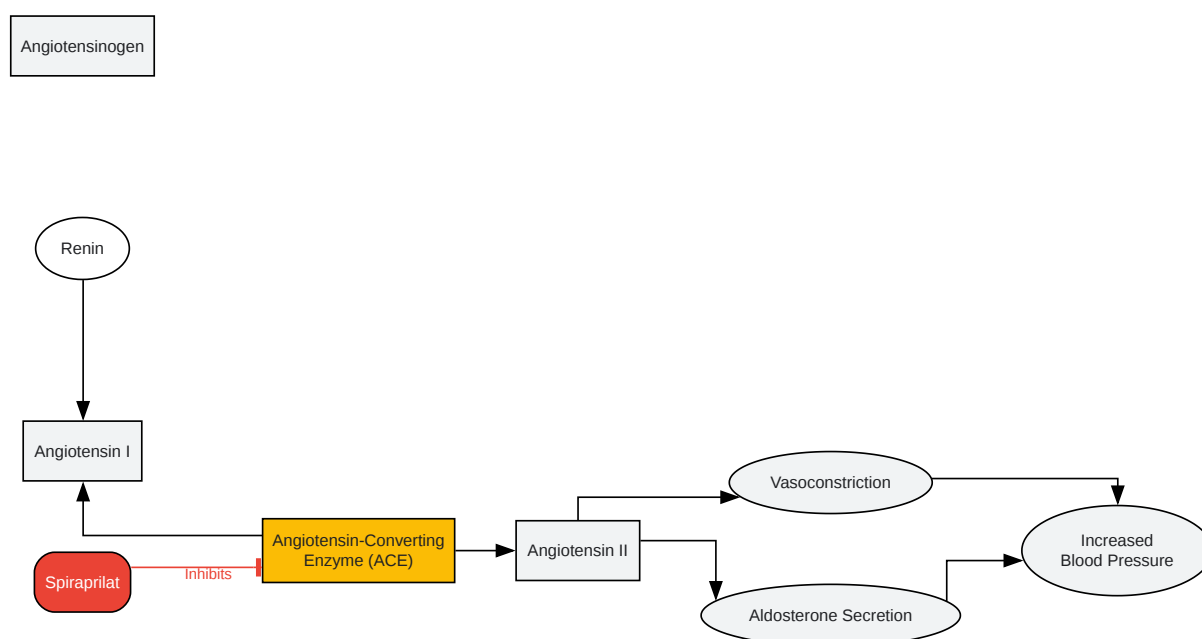 Angiotensinogen
Renin
Angiotensin I
Spiraprilat
Inhibits
Angiotensin-Converting
Enzyme (ACE)
Angiotensin II
Vasoconstriction
Aldosterone Secretion
Increased
Blood Pressure